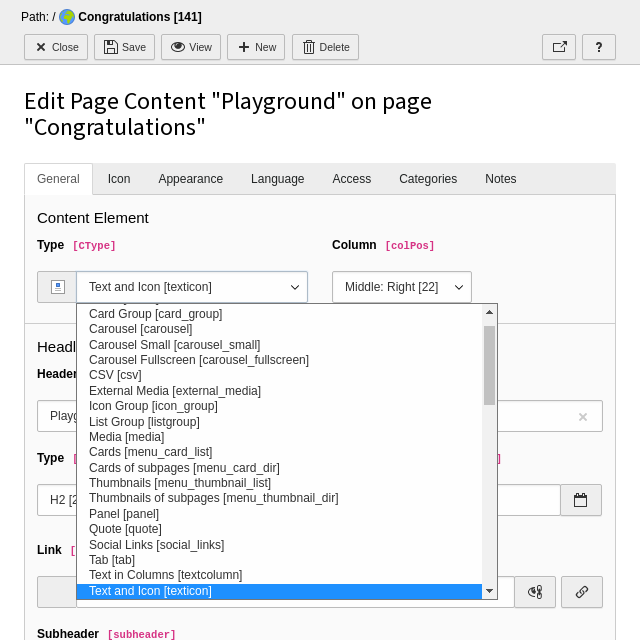 Path: / Congratulations [141]
Close Save View New Delete ?
Edit Page Content "Playground" on page
"Congratulations"
General Icon Appearance Language Access Categories Notes
Content Element
Type [CType] Column [colPos]
Text and Icon [texticon] Middle: Right [22]
Card Group [card_group]
Carousel [carousel]
Carousel Small [carousel_small]
Headl Carousel Fullscreen [carousel_fullscreen]
Header CSV [csv]
External Media [external_media]
Icon Group [icon_group]
Playg List Group [listgroup]
Media [media]
Cards [menu_card_list]
Type [ Cards of subpages [menu_card_dir] ]
Thumbnails [menu_thumbnail_list]
H2 [2 Thumbnails of subpages [menu_thumbnail_dir]
Panel [panel]
Quote [quote]
Link [ Social Links [social_links]
Tab [tab]
Text in Columns [textcolumn]
Text and Icon [texticon]
Subheader [subheader]